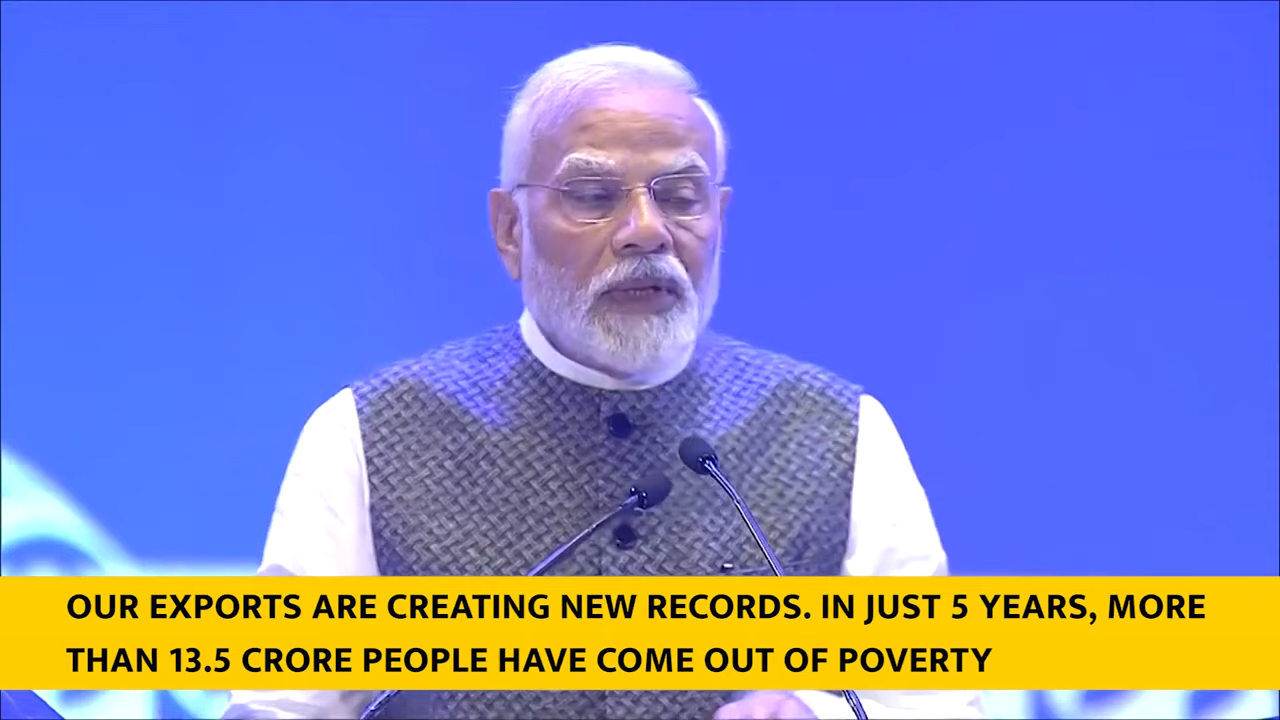 OUR EXPORTS ARE CREATING NEW RECORDS. IN JUST 5 YEARS, MORE
THAN 13.5 CRORE PEOPLE HAVE COME OUT OF POVERTY